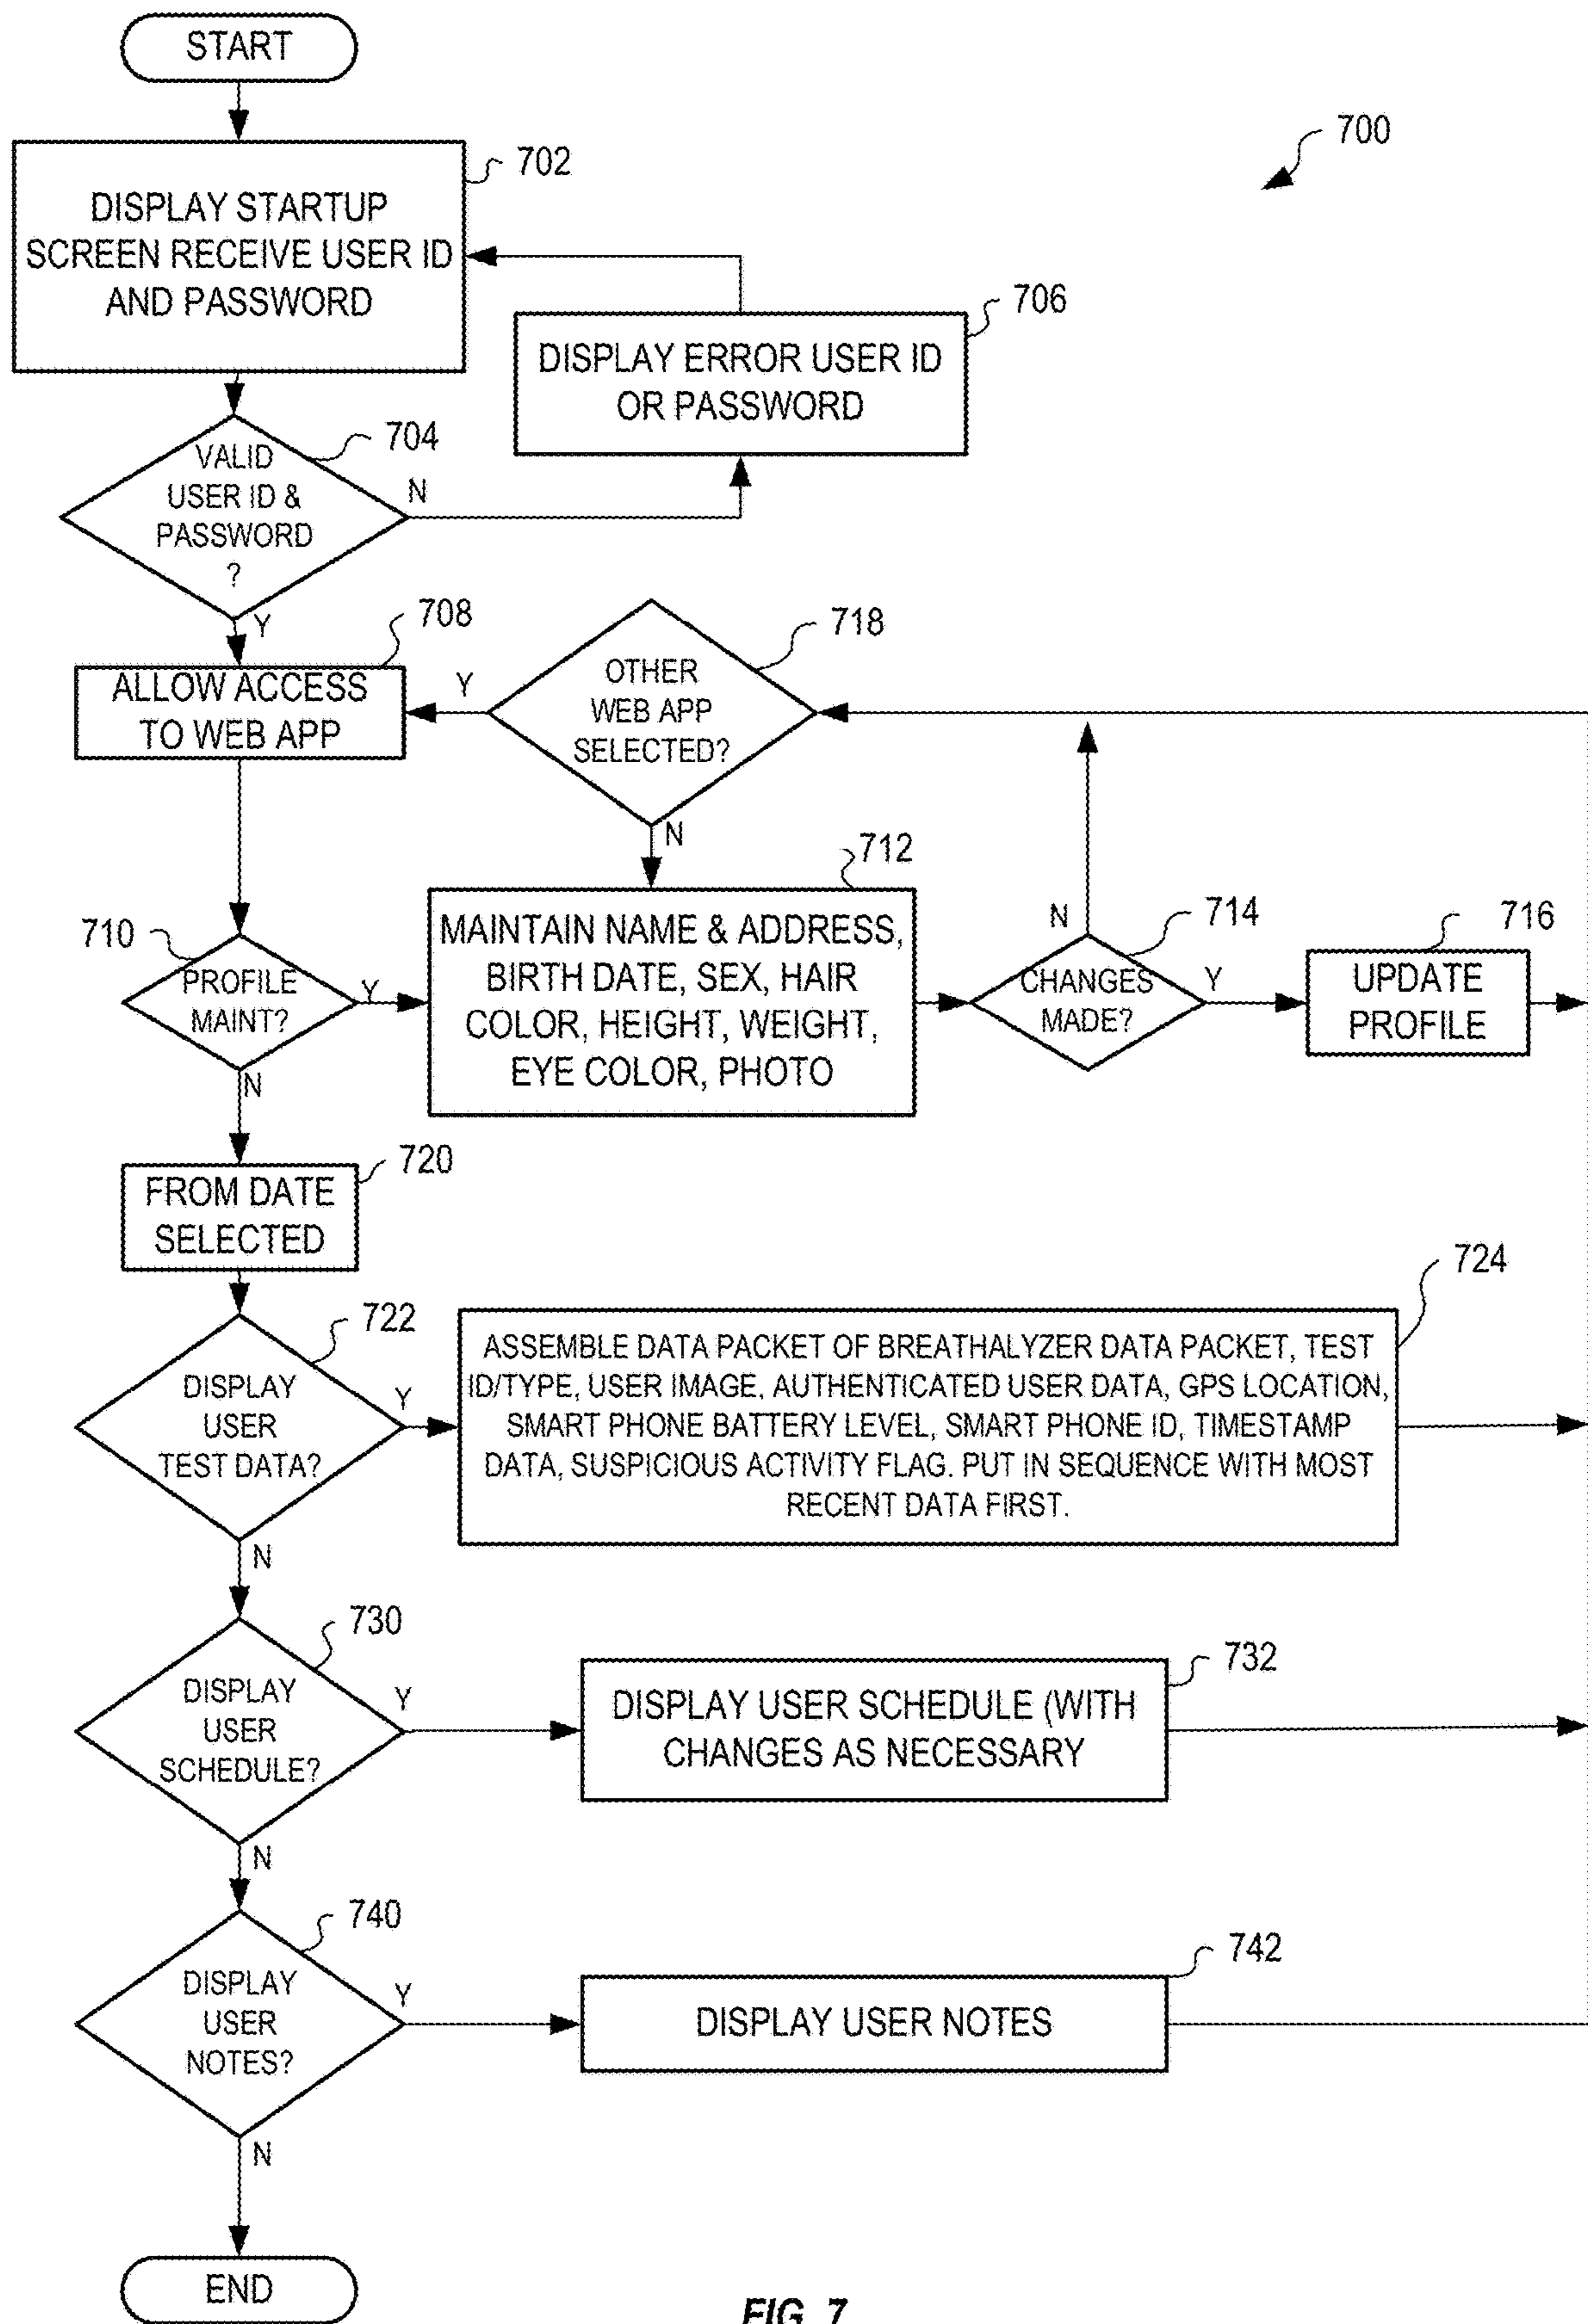 START
700
702
DISPLAY STARTUP
SCREEN RECEIVE USER ID
AND PASSWORD
706
DISPLAY ERROR USER ID
OR PASSWORD
704
VALID
USER ID &
PASSWORD
?
N
Y
708
ALLOW ACCESS
TO WEB APP
718
OTHER
WEB APP
SELECTED?
Y
N
710
PROFILE
MAINT?
Y
N
712
MAINTAIN NAME & ADDRESS,
BIRTH DATE, SEX, HAIR
COLOR, HEIGHT, WEIGHT,
EYE COLOR, PHOTO
714
CHANGES
MADE?
N
Y
716
UPDATE
PROFILE
720
FROM DATE
SELECTED
722
DISPLAY
USER
TEST DATA?
Y
N
724
ASSEMBLE DATA PACKET OF BREATHALYZER DATA PACKET, TEST
ID/TYPE, USER IMAGE, AUTHENTICATED USER DATA, GPS LOCATION,
SMART PHONE BATTERY LEVEL, SMART PHONE ID, TIMESTAMP
DATA, SUSPICIOUS ACTIVITY FLAG. PUT IN SEQUENCE WITH MOST
RECENT DATA FIRST.
730
DISPLAY
USER
SCHEDULE?
Y
N
732
DISPLAY USER SCHEDULE (WITH
CHANGES AS NECESSARY
740
DISPLAY
USER
NOTES?
Y
N
742
DISPLAY USER NOTES
END
FIG. 7